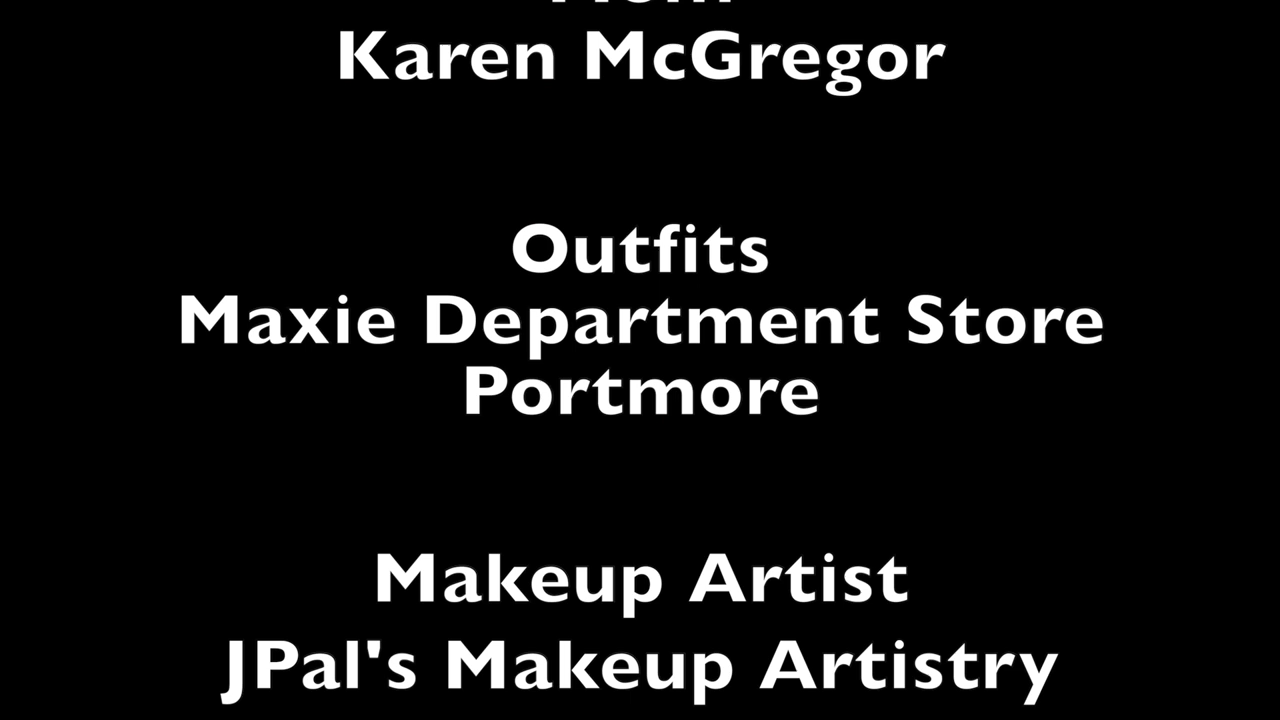 Karen McGregor
Outfits
Maxie Department Store
Portmore
Makeup Artist
JPal's Makeup Artistry